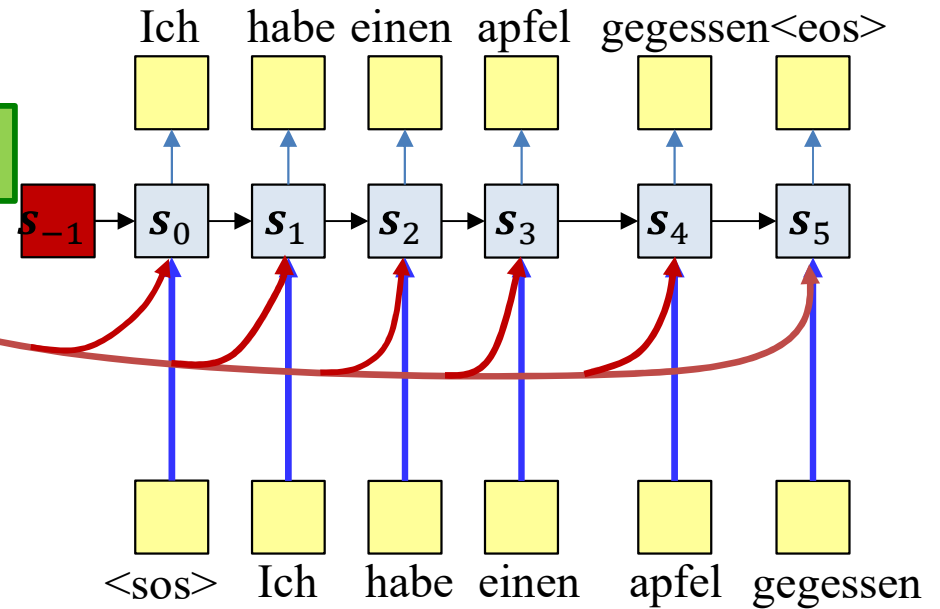 Ich habe einen apfel gegessen<eos>
s₋₁ s₀ s₁ s₂ s₃ s₄ s₅
<sos> Ich habe einen apfel gegessen